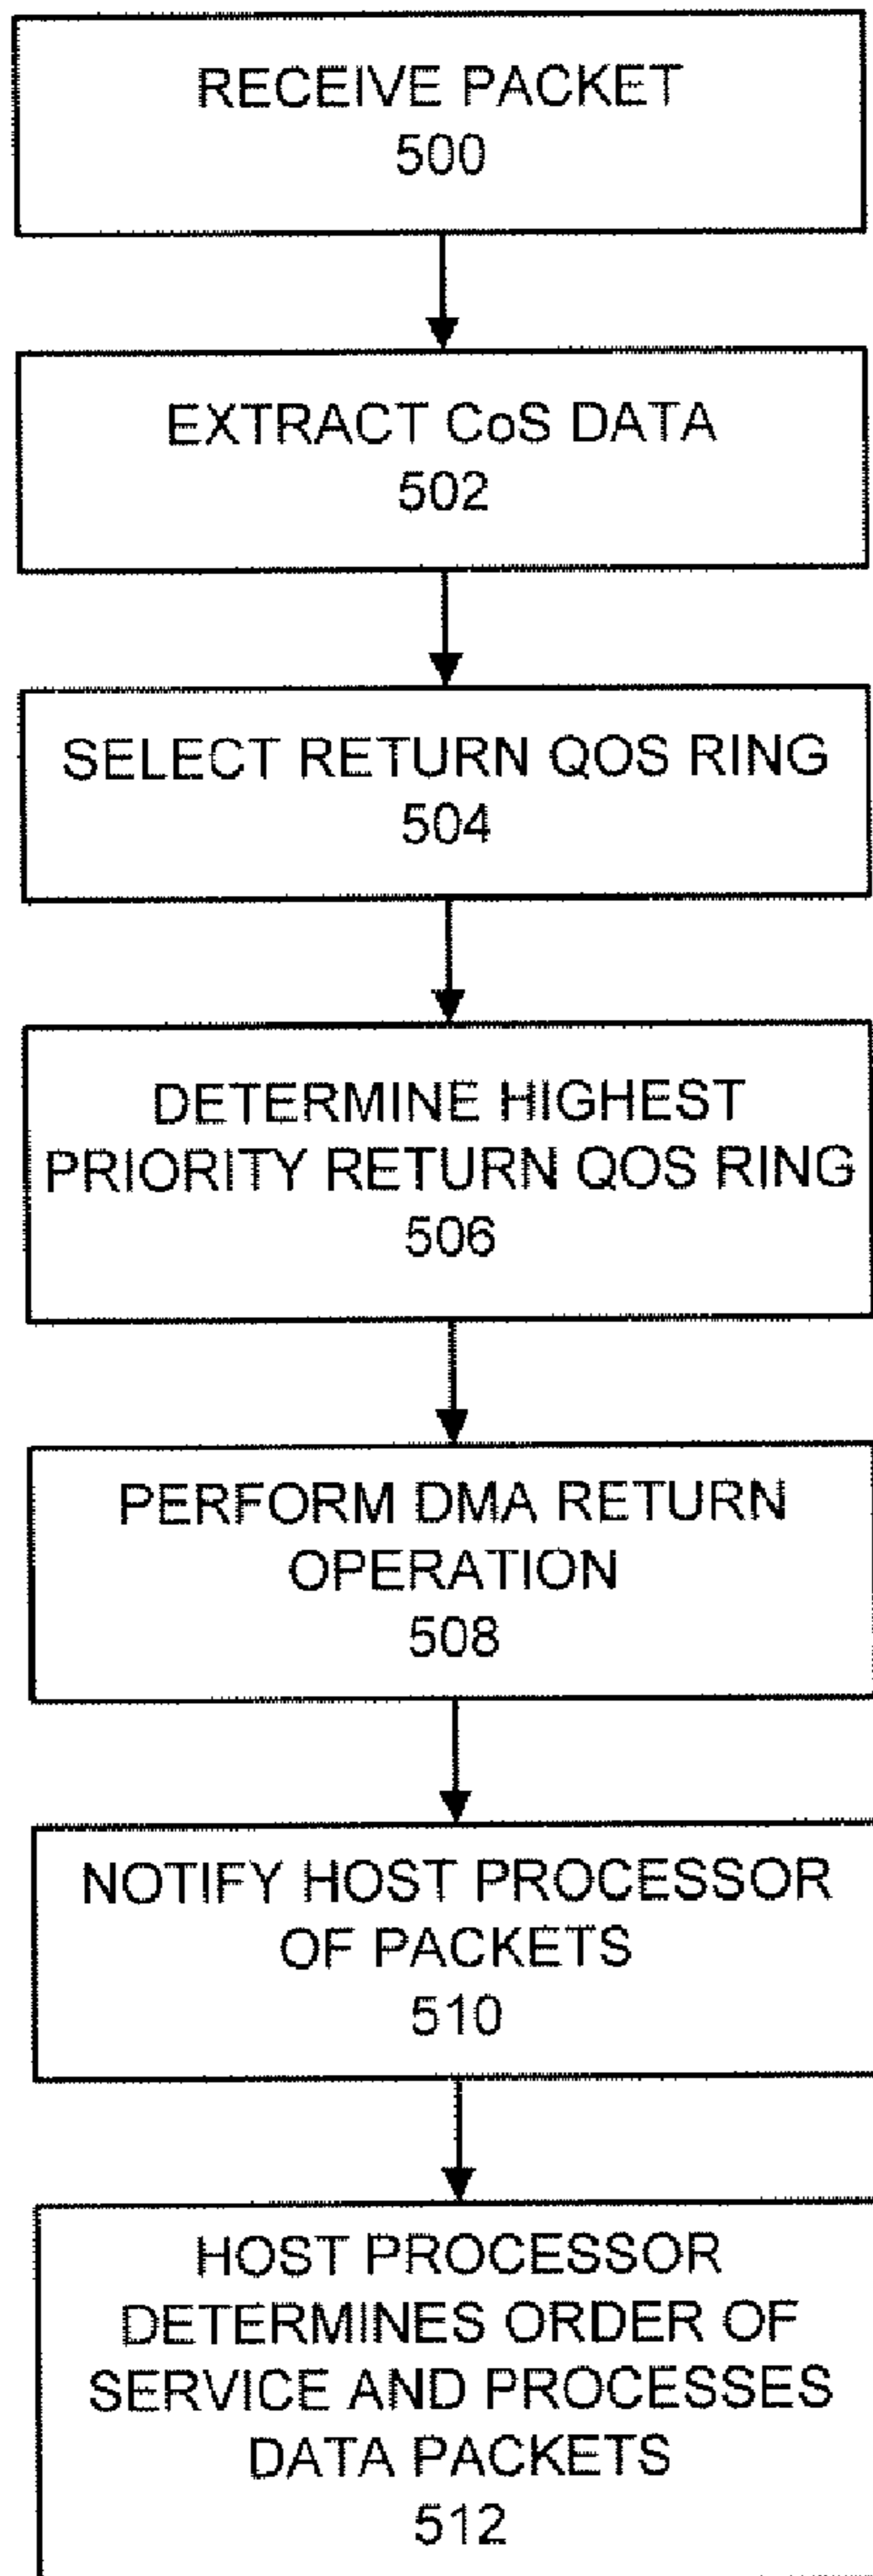 RECEIVE PACKET
500
EXTRACT CoS DATA
502
SELECT RETURN QOS RING
504
DETERMINE HIGHEST
PRIORITY RETURN QOS RING
506
PERFORM DMA RETURN
OPERATION
508
NOTIFY HOST PROCESSOR
OF PACKETS
510
HOST PROCESSOR
DETERMINES ORDER OF
SERVICE AND PROCESSES
DATA PACKETS
512